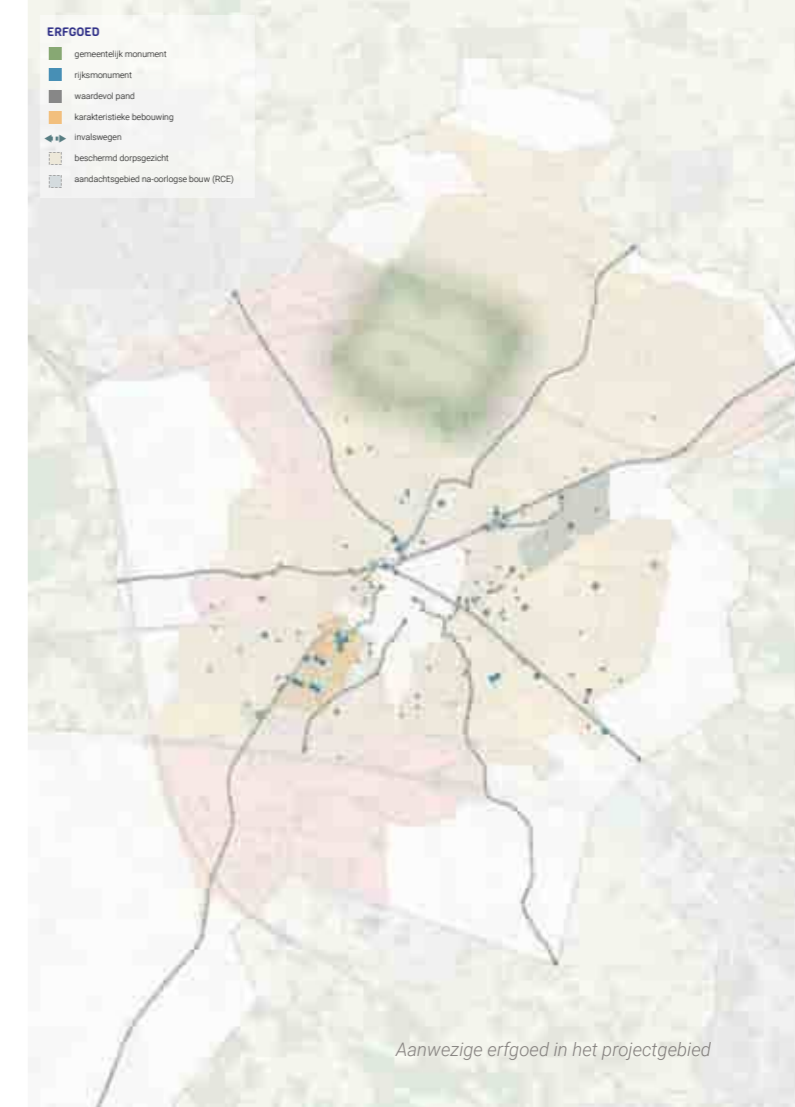 ERFGOED
gemeentelijk monument
rijksmonument
waardevol pand
karakteristieke bebouwing
invalswegen
beschermd dorpsgezicht
aandachtsgebied na-oorlogse bouw (RCE)
Aanwezige erfgoed in het projectgebied